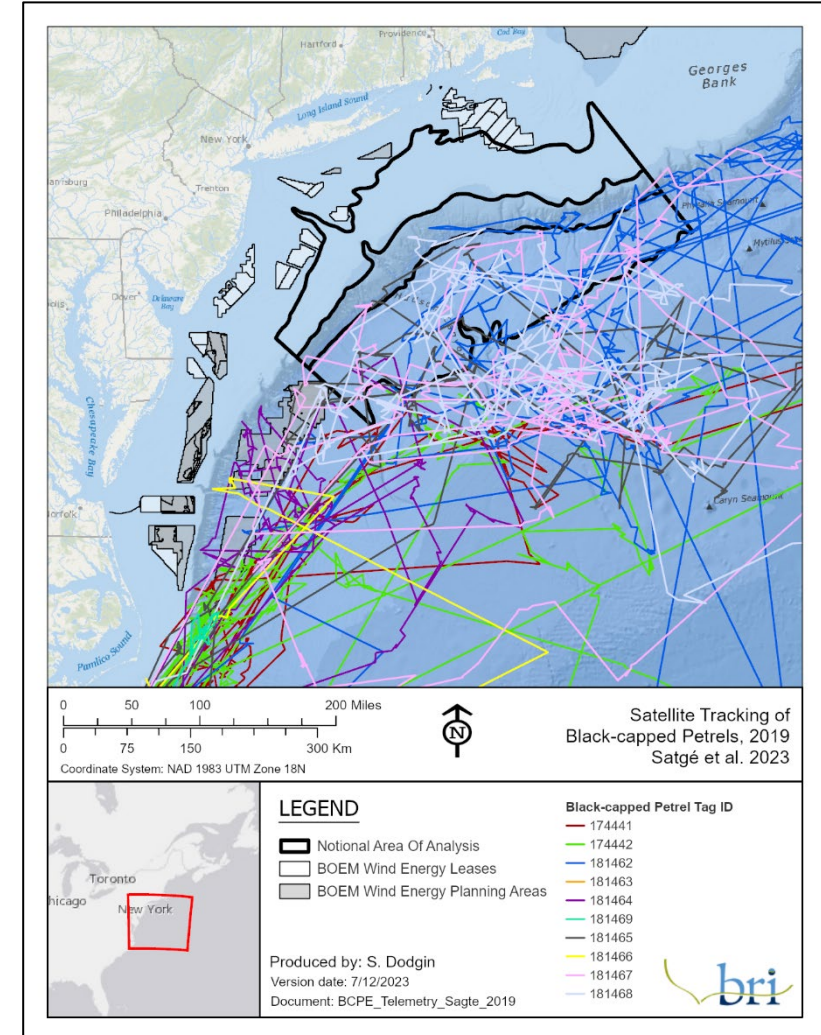 Hartford
Providence
Cod Bay
Georges
Bank
Long Island Sound
New York
Trenton
Philadelphia
Physalia Seamount
Dover
Delaware
Bay
Chesapeake Bay
Caryn Seamount
Pamlico Sound
0 50 100 200 Miles
0 75 150 300 Km
Coordinate System: NAD 1983 UTM Zone 18N
N
Satellite Tracking of
Black-capped Petrels, 2019
Satgé et al. 2023
Toronto
hicago
New York
LEGEND
Notional Area Of Analysis
BOEM Wind Energy Leases
BOEM Wind Energy Planning Areas
Produced by: S. Dodgin
Version date: 7/12/2023
Document: BCPE_Telemetry_Sagte_2019
Black-capped Petrel Tag ID
174441
174442
181462
181463
181464
181469
181465
181466
181467
181468
bri